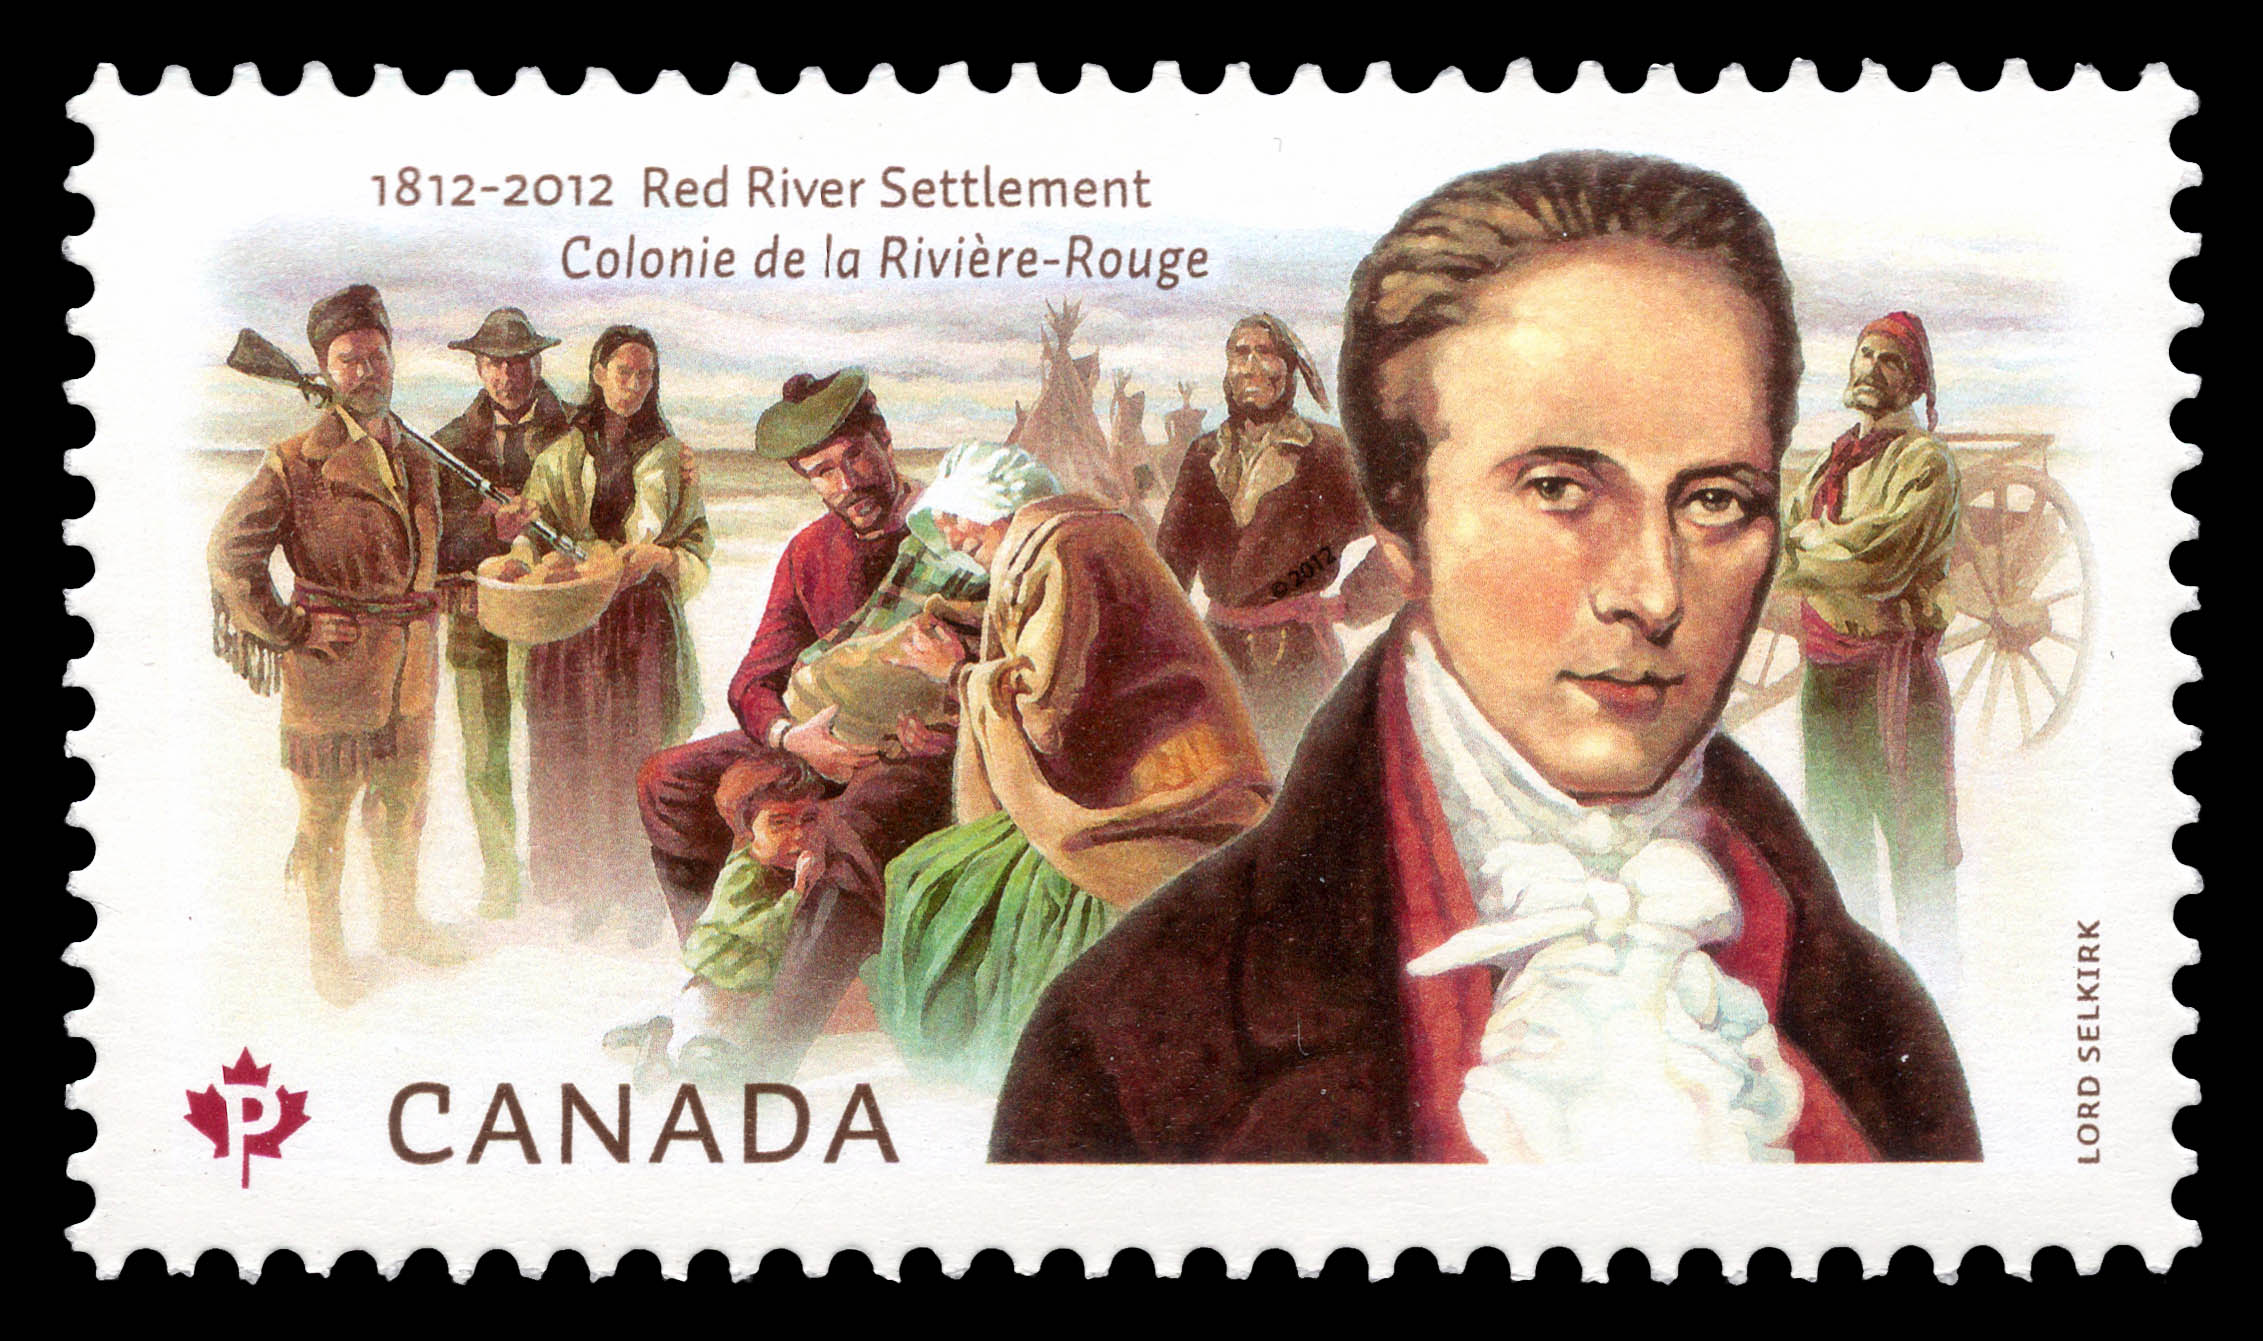 1812-2012 Red River Settlement
Colonie de la Rivière-Rouge
©2012
P
CANADA
LORD SELKIRK